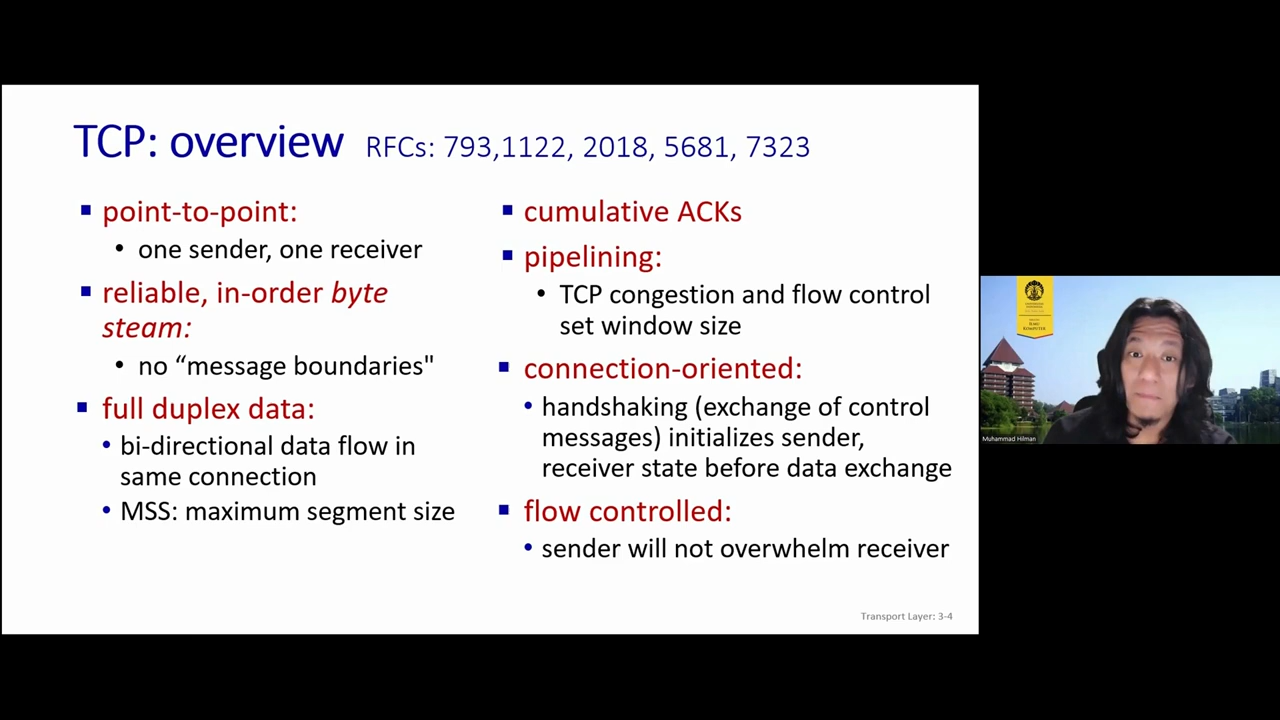 TCP: overview RFCs: 793,1122, 2018, 5681, 7323
point-to-point:
one sender, one receiver
reliable, in-order byte
steam:
no “message boundaries"
full duplex data:
bi-directional data flow in
same connection
MSS: maximum segment size
cumulative ACKs
pipelining:
TCP congestion and flow control
set window size
connection-oriented:
handshaking (exchange of control
messages) initializes sender,
receiver state before data exchange
flow controlled:
sender will not overwhelm receiver
Transport Layer: 3-4
ILMU
KOMPUTER
Muhammad Hilman